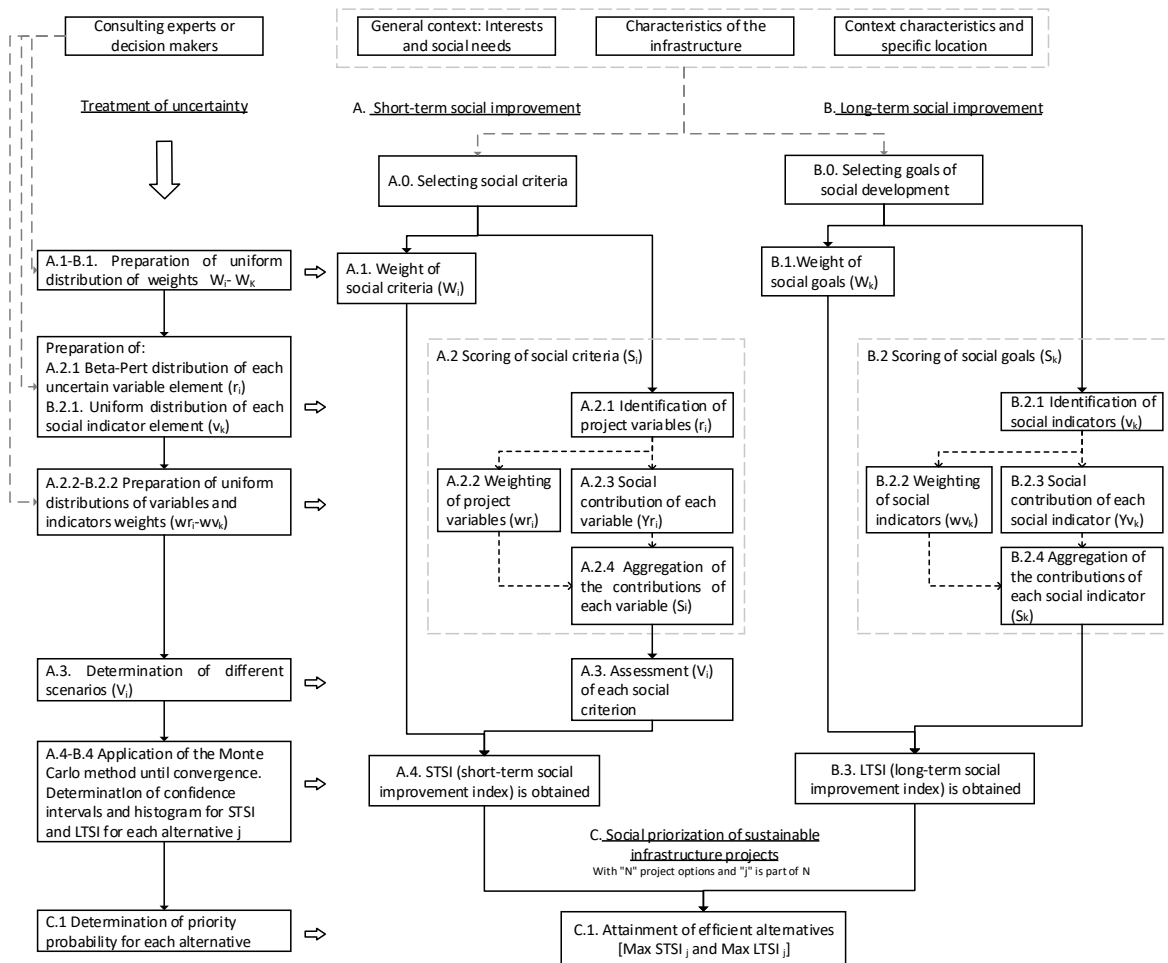 Consulting experts or
decision makers
General context: Interests
and social needs
Characteristics of the
infrastructure
Context characteristics and
specific location
Treatment of uncertainty
A. Short-term social improvement
B. Long-term social improvement
A.0. Selecting social criteria
B.0. Selecting goals of
social development
A.1-B.1. Preparation of uniform
distribution of weights Wi- WK
A.1. Weight of
social criteria (Wi)
B.1.Weight of
social goals (Wk)
Preparation of:
A.2.1 Beta-Pert distribution of each
uncertain variable element (ri)
B.2.1. Uniform distribution of each
social indicator element (vk)
A.2 Scoring of social criteria (Si)
A.2.1 Identification of
project variables (ri)
B.2 Scoring of social goals (Sk)
B.2.1 Identification of
social indicators (vk)
A.2.2-B.2.2 Preparation of uniform
distributions of variables and
indicators weights (wri-wvk)
A.2.2 Weighting
of project
variables (wri)
A.2.3 Social
contribution of each
variable (Yri)
B.2.2 Weighting
of social
indicators (wvk)
B.2.3 Social
contribution of each
social indicator (Yvk)
A.2.4 Aggregation of
the contributions of
each variable (Si)
B.2.4 Aggregation of
the contributions of
each social indicator
(Sk)
A.3. Determination of different
scenarios (Vi)
A.3. Assessment (Vi)
of each social
criterion
A.4-B.4 Application of the Monte
Carlo method until convergence.
Determination of confidence
intervals and histogram for STSI
and LTSI for each alternative j
A.4. STSI (short-term social
improvement index) is obtained
B.3. LTSI (long-term social
improvement index) is obtained
C. Social priorization of sustainable
infrastructure projects
With "N" project options and "j" is part of N
C.1 Determination of priority
probability for each alternative
C.1. Attainment of efficient alternatives
[Max STSI j and Max LTSI j]